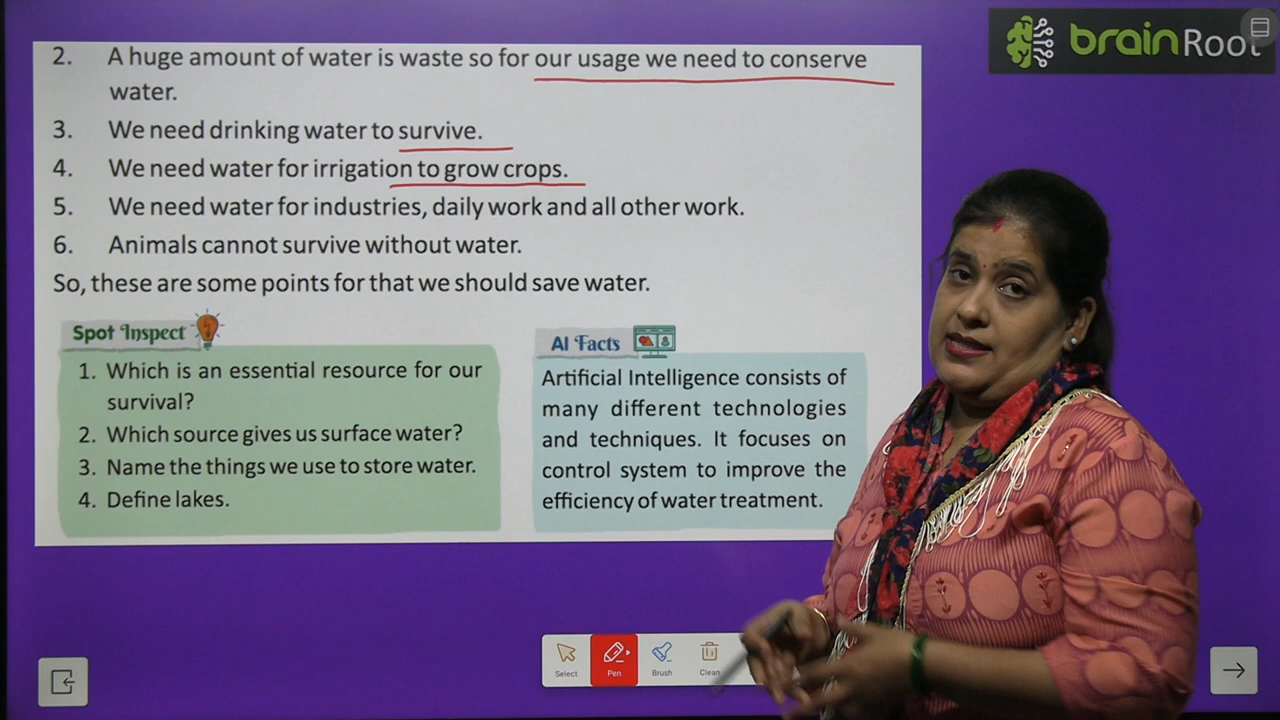 brainRoot
2. A huge amount of water is waste so for our usage we need to conserve
water.
3. We need drinking water to survive.
4. We need water for irrigation to grow crops.
5. We need water for industries, daily work and all other work.
6. Animals cannot survive without water.
So, these are some points for that we should save water.
Spot Inspect
1. Which is an essential resource for our
survival?
2. Which source gives us surface water?
3. Name the things we use to store water.
4. Define lakes.
AI Facts
Artificial Intelligence consists of
many different technologies
and techniques. It focuses on
control system to improve the
efficiency of water treatment.
Select
Pen
Brush
Clean